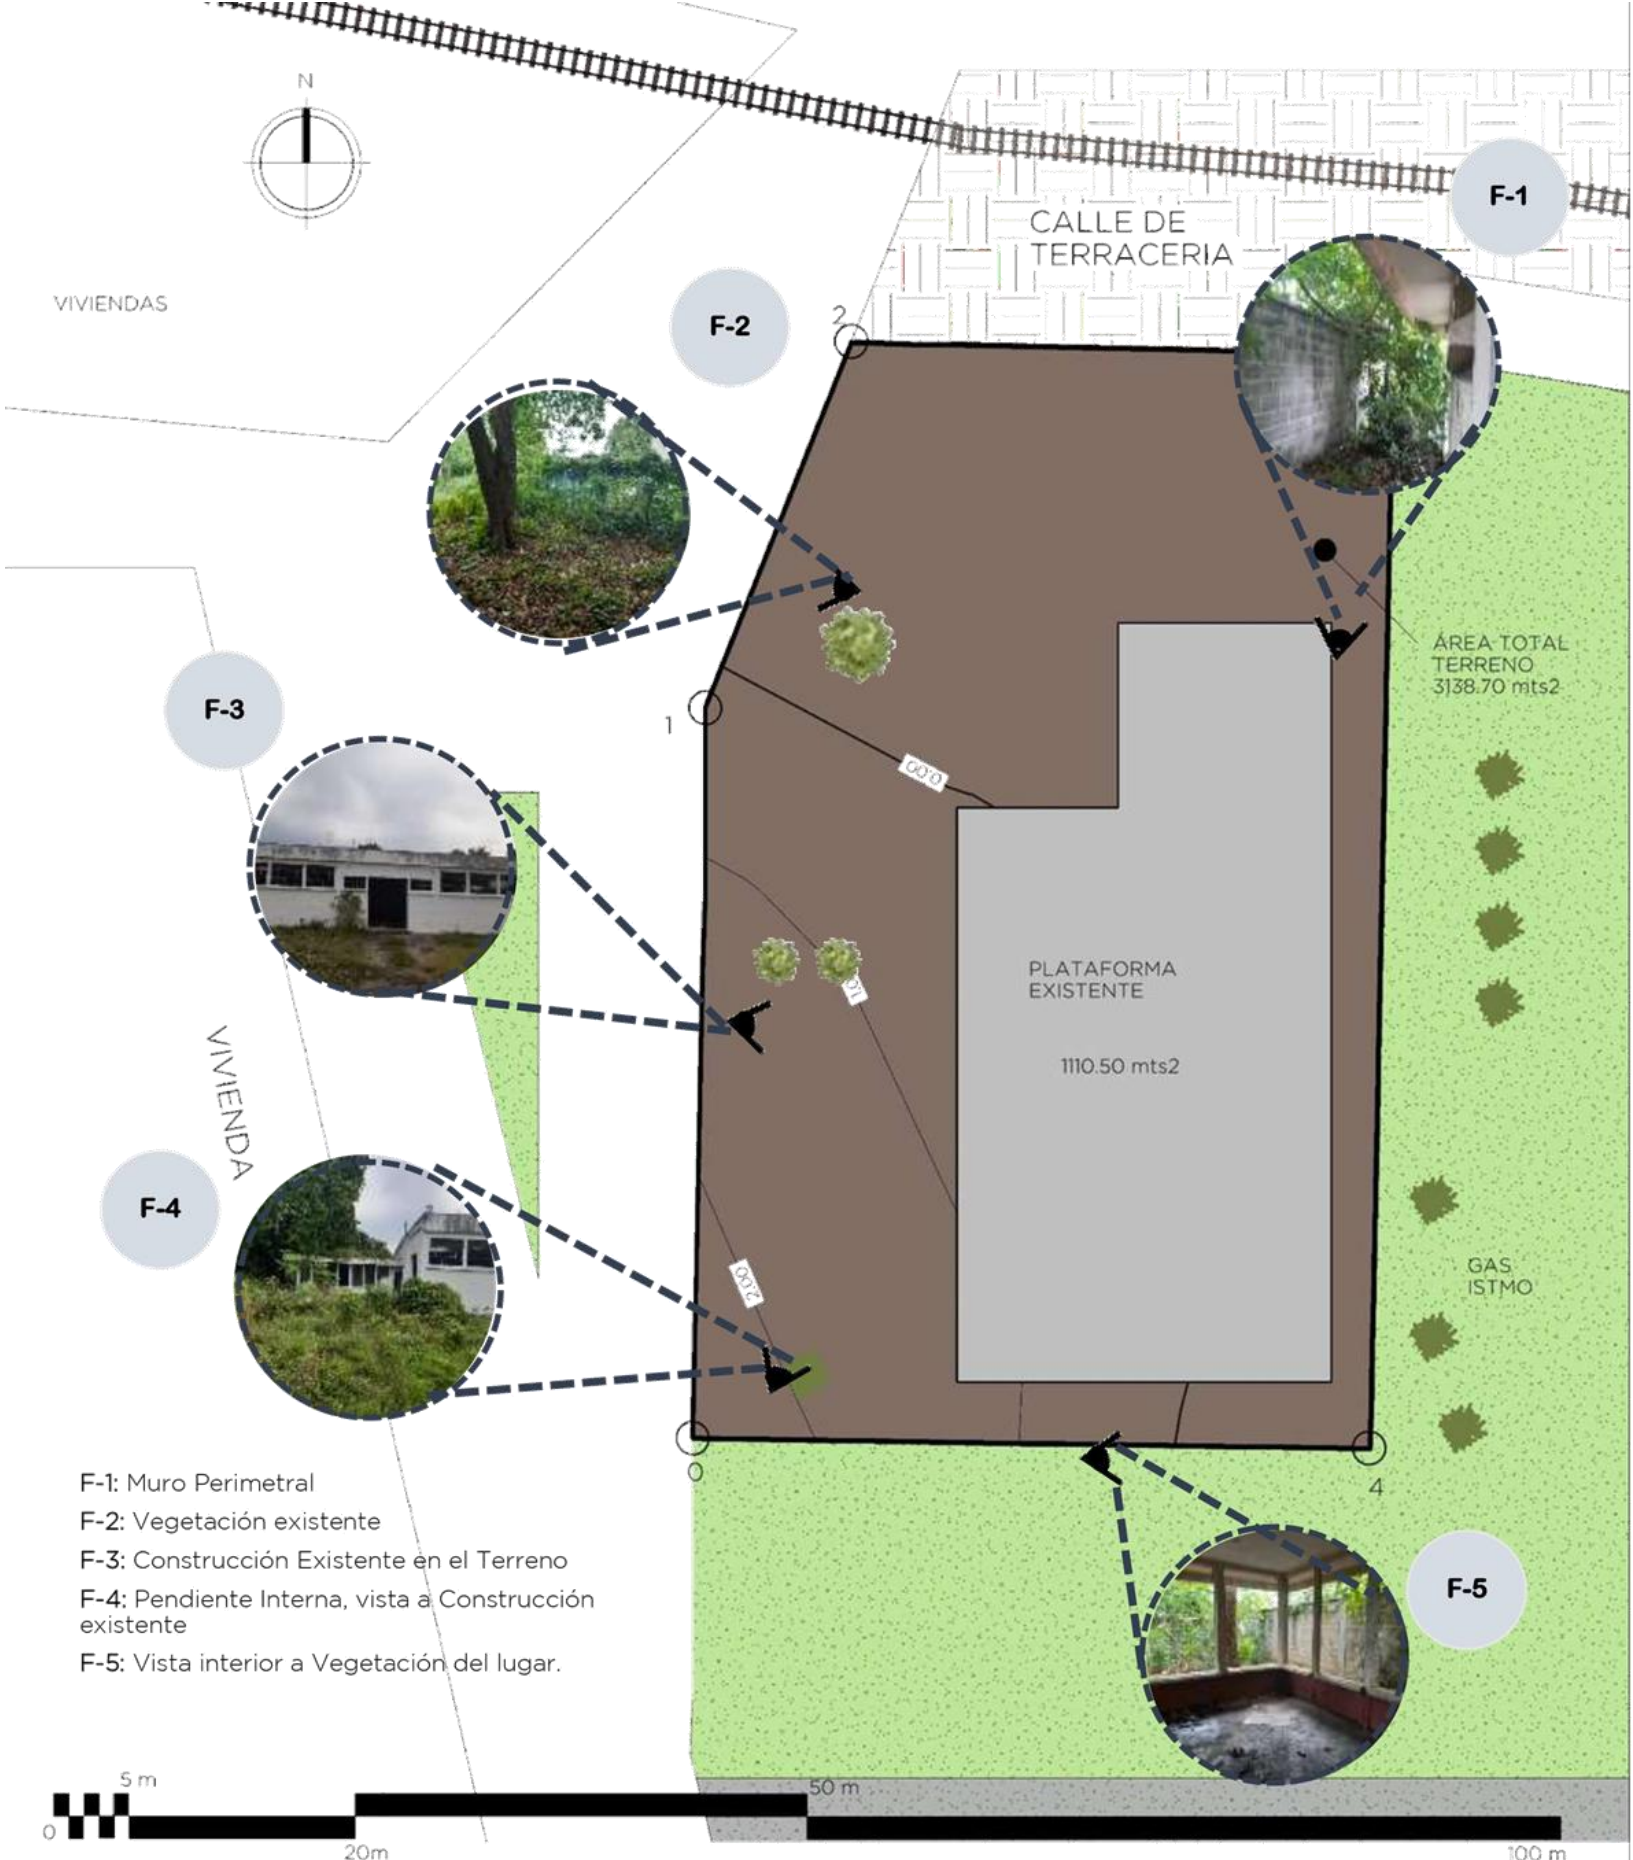 N
F-1
CALLE DE
TERRACERIA
VIVIENDAS
F-2
2
ÁREA TOTAL
TERRENO
3138.70 mts2
F-3
1
0.00
PLATAFORMA
EXISTENTE
1110.50 mts2
1.0
VIVIENDA
F-4
2.00
GAS
ISTMO
0
4
F-1: Muro Perimetral
F-2: Vegetación existente
F-3: Construcción Existente en el Terreno
F-4: Pendiente Interna, vista a Construcción
existente
F-5: Vista interior a Vegetación del lugar.
F-5
5 m
50 m
0
20m
100 m